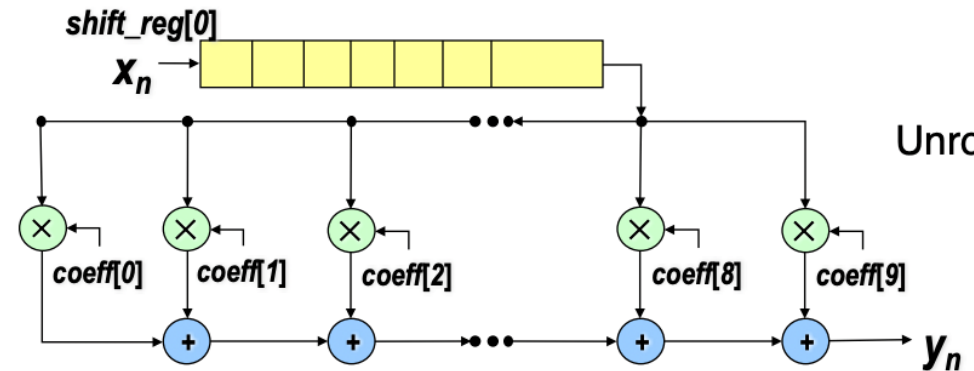 shift_reg[0]
xn
Unro
× × × × ×
coeff[0] coeff[1] coeff[2] coeff[8] coeff[9]
+ + + +
yn